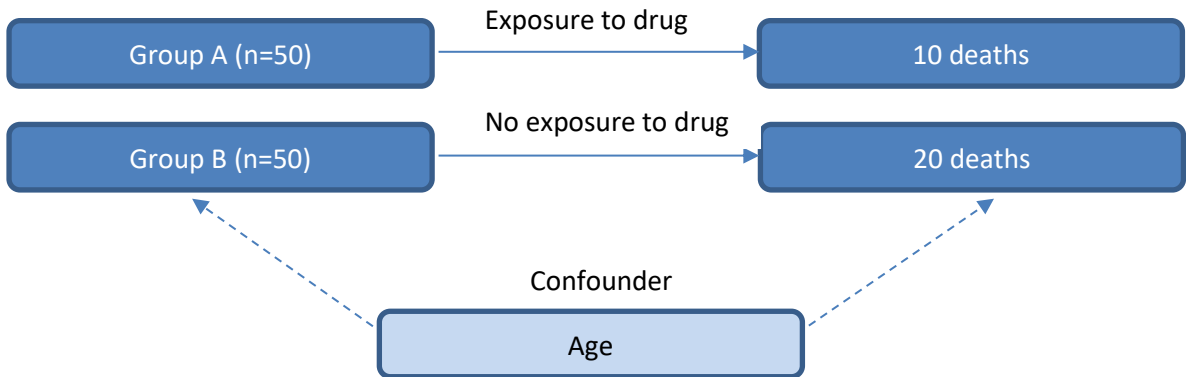 Exposure to drug
Group A (n=50)
10 deaths
No exposure to drug
Group B (n=50)
20 deaths
Confounder
Age